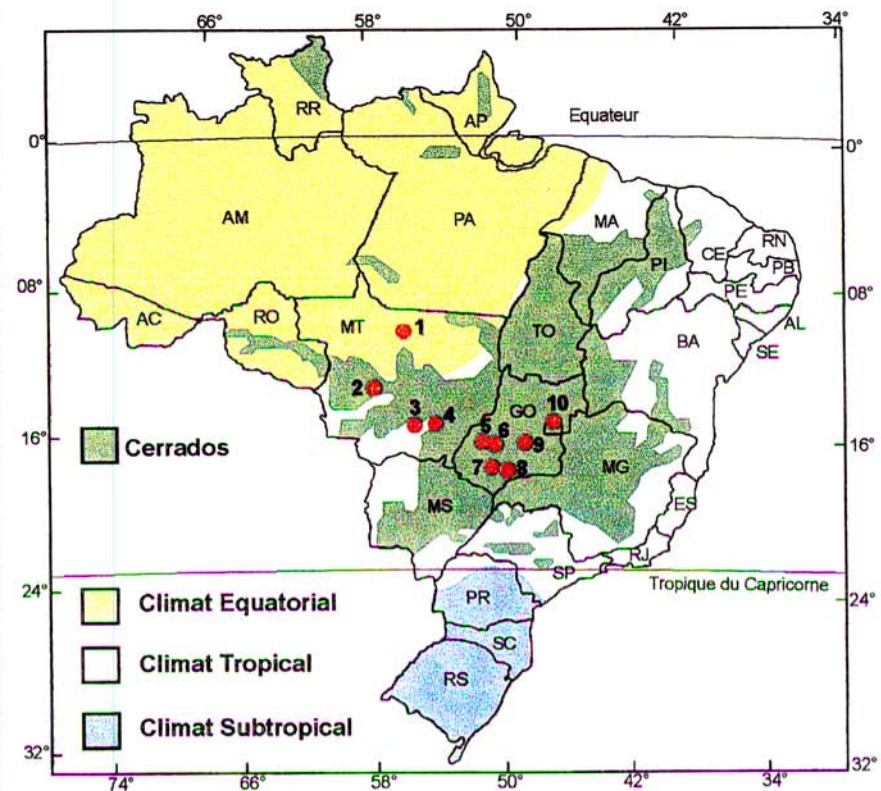 66° 58° 50° 42° 34°
RR
AP
Equateur
0° 0°
AM PA MA
CE RN
PI PB
PE
08° 08°
AC RO MT 1 TO BA AL
SE
2
3 4 GO 10
5 6 9
16° 16°
Cerrados
7 8 MG
MS ES
RJ
SP
Tropique du Capricorne
24° 24°
Climat Equatorial
PR
SC
Climat Tropical
RS
Climat Subtropical
32° 32°
74° 66° 58° 50° 42° 34°